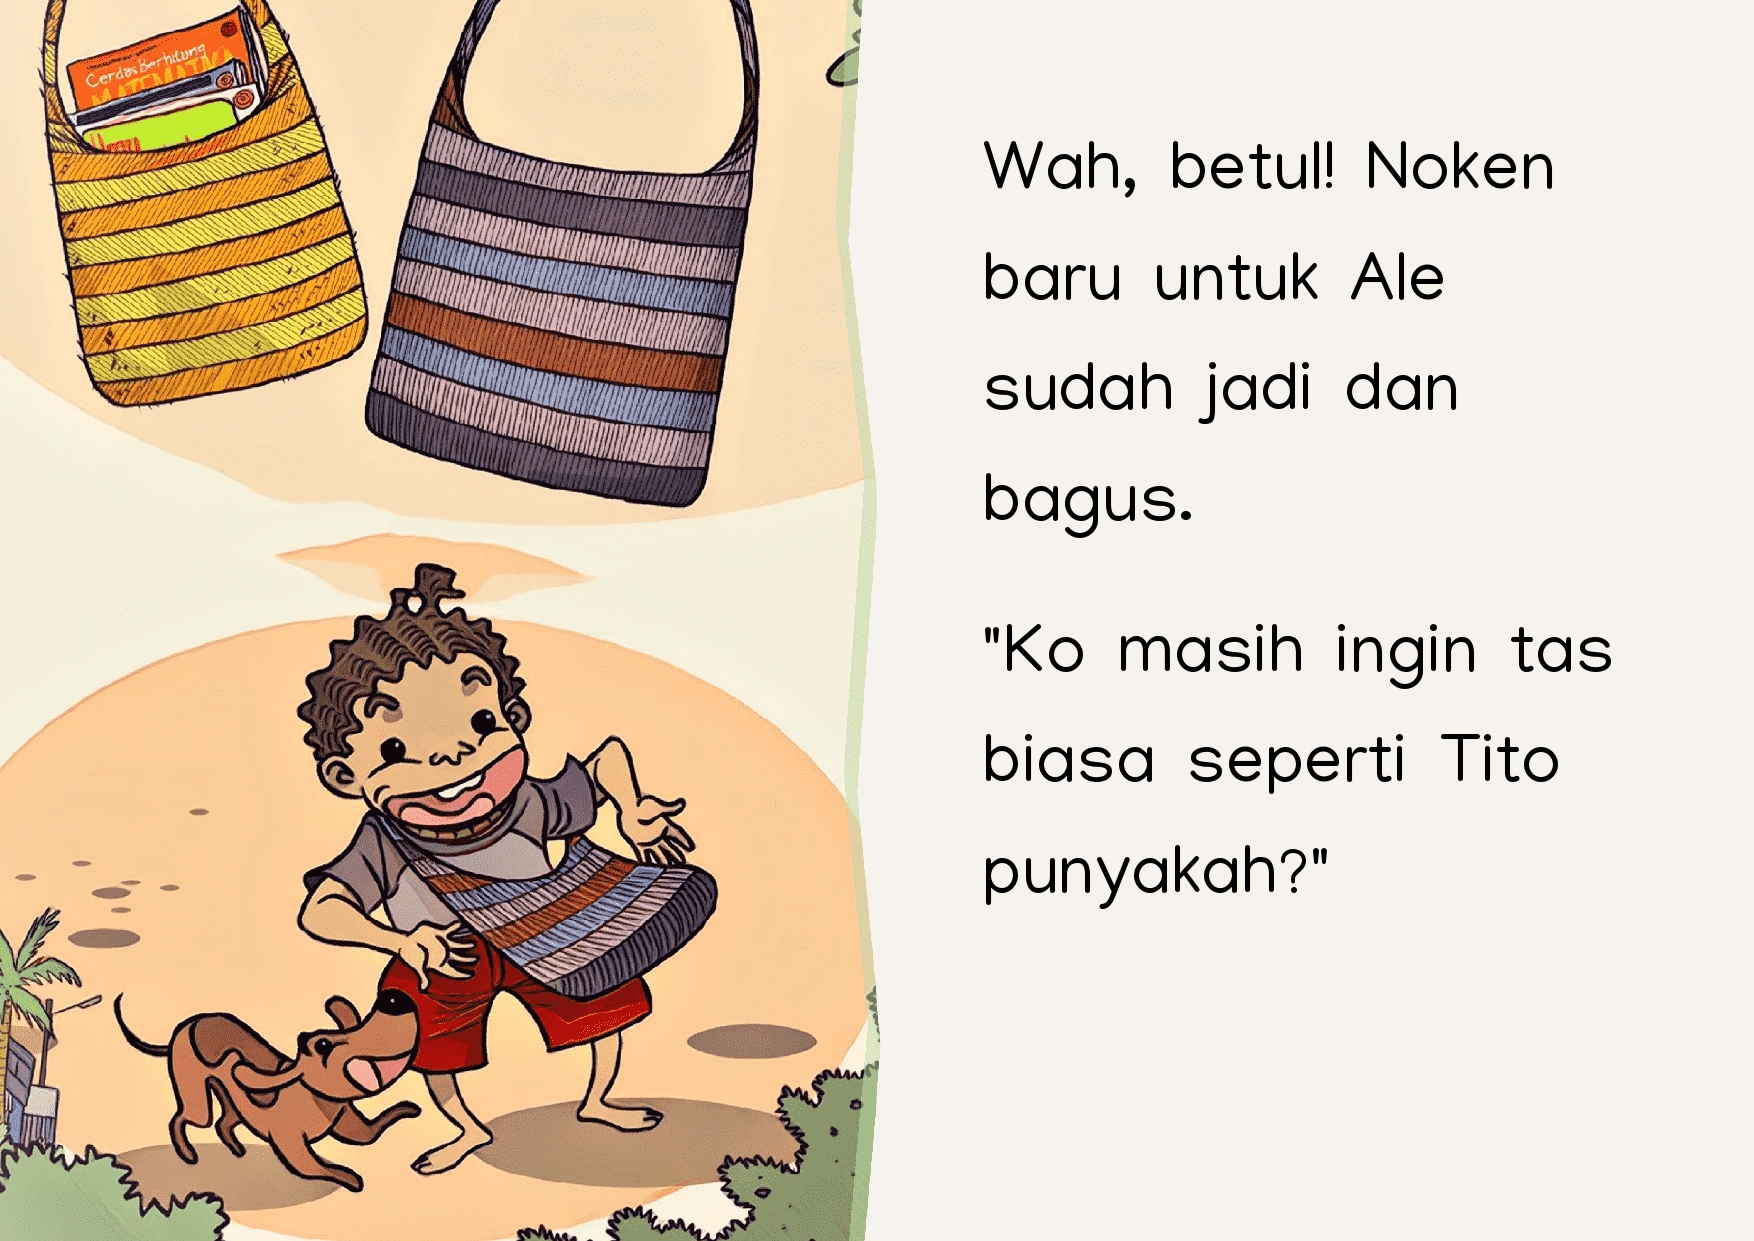 Cerdas Berhitung
MATEMATIKA
Wah, betul! Noken
baru untuk Ale
sudah jadi dan
bagus.
"Ko masih ingin tas
biasa seperti Tito
punyakah?"